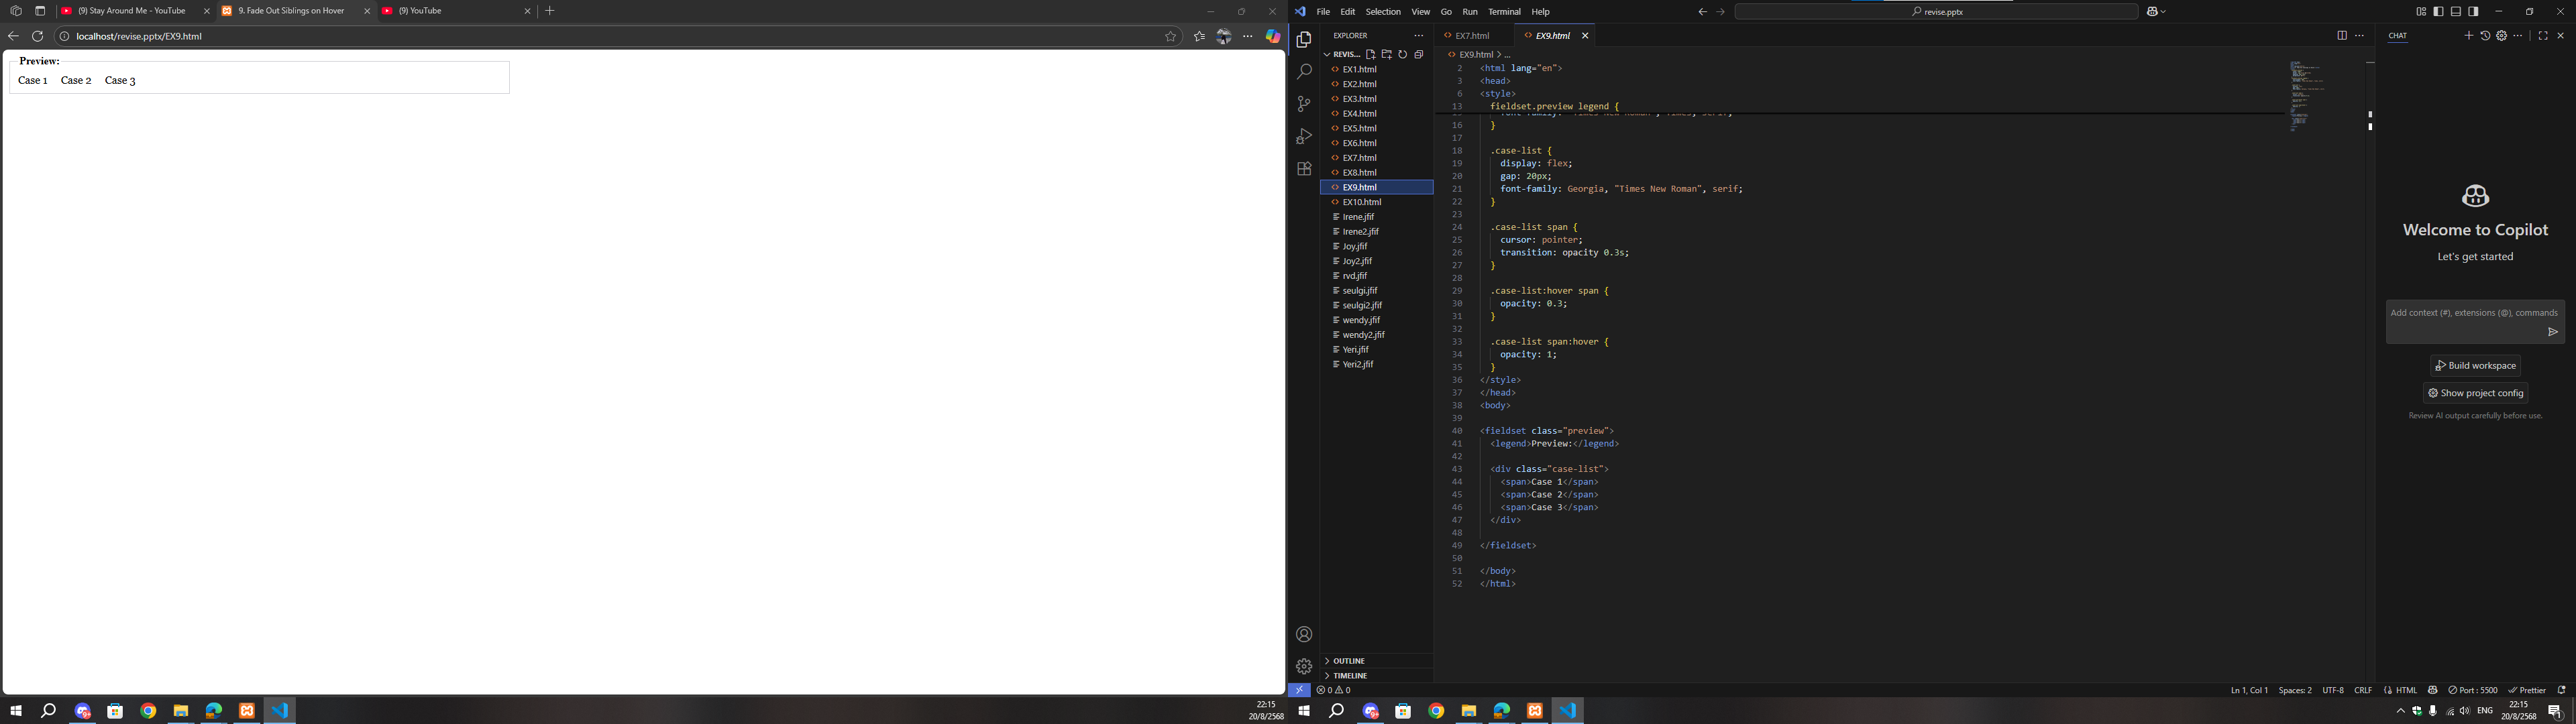 (9) Stay Around Me - YouTube
9. Fade Out Siblings on Hover
(9) YouTube
localhost/revise.pptx/EX9.html
Preview:
Case 1 Case 2 Case 3
22:15
20/8/2568
File Edit Selection View Go Run Terminal Help
revise.pptx
EXPLORER
REVIS...
EX1.html
EX2.html
EX3.html
EX4.html
EX5.html
EX6.html
EX7.html
EX8.html
EX9.html
EX10.html
Irene.jfif
Irene2.jfif
Joy.jfif
Joy2.jfif
rvd.jfif
seulgi.jfif
seulgi2.jfif
wendy.jfif
wendy2.jfif
Yeri.jfif
Yeri2.jfif
OUTLINE
TIMELINE
EX7.html
EX9.html
EX9.html > ...
2 <html lang="en">
3 <head>
6 <style>
13 fieldset.preview legend {
16 }
17
18 .case-list {
19 display: flex;
20 gap: 20px;
21 font-family: Georgia, "Times New Roman", serif;
22 }
23
24 .case-list span {
25 cursor: pointer;
26 transition: opacity 0.3s;
27 }
28
29 .case-list:hover span {
30 opacity: 0.3;
31 }
32
33 .case-list span:hover {
34 opacity: 1;
35 }
36 </style>
37 </head>
38 <body>
39
40 <fieldset class="preview">
41 <legend>Preview:</legend>
42
43 <div class="case-list">
44 <span>Case 1</span>
45 <span>Case 2</span>
46 <span>Case 3</span>
47 </div>
48
49 </fieldset>
50
51 </body>
52 </html>
CHAT
Welcome to Copilot
Let's get started
Add context (#), extensions (@), commands
Build workspace
Show project config
Review AI output carefully before use.
0 0
Ln 1, Col 1 Spaces: 2 UTF-8 CRLF HTML Port : 5500 Prettier
ENG
22:15
20/8/2568